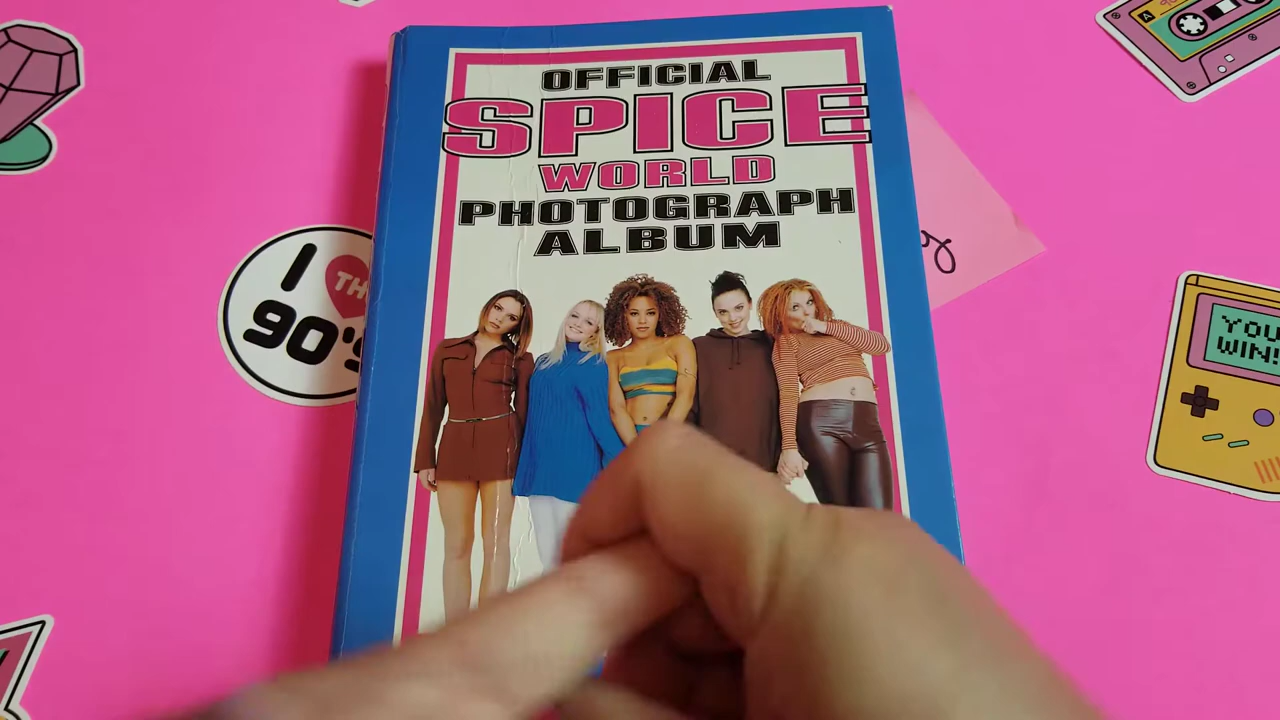 OFFICIAL
SPICE
WORLD
PHOTOGRAPH
ALBUM
I
TH
90's
YOU
WIN!
A